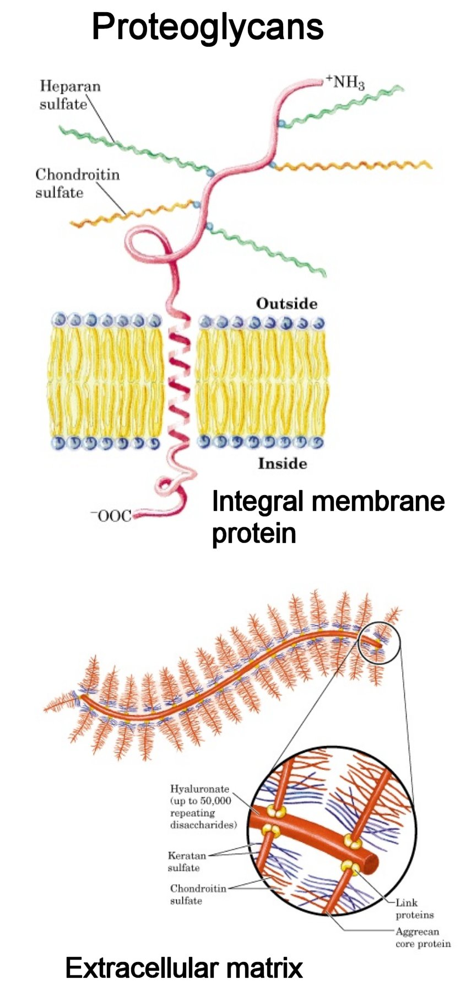 Proteoglycans
Heparan
sulfate
⁺NH₃
Chondroitin
sulfate
Outside
Inside
⁻OOC
Integral membrane
protein
Hyaluronate
(up to 50,000
repeating
disaccharides)
Keratan
sulfate
Chondroitin
sulfate
Link
proteins
Aggrecan
core protein
Extracellular matrix